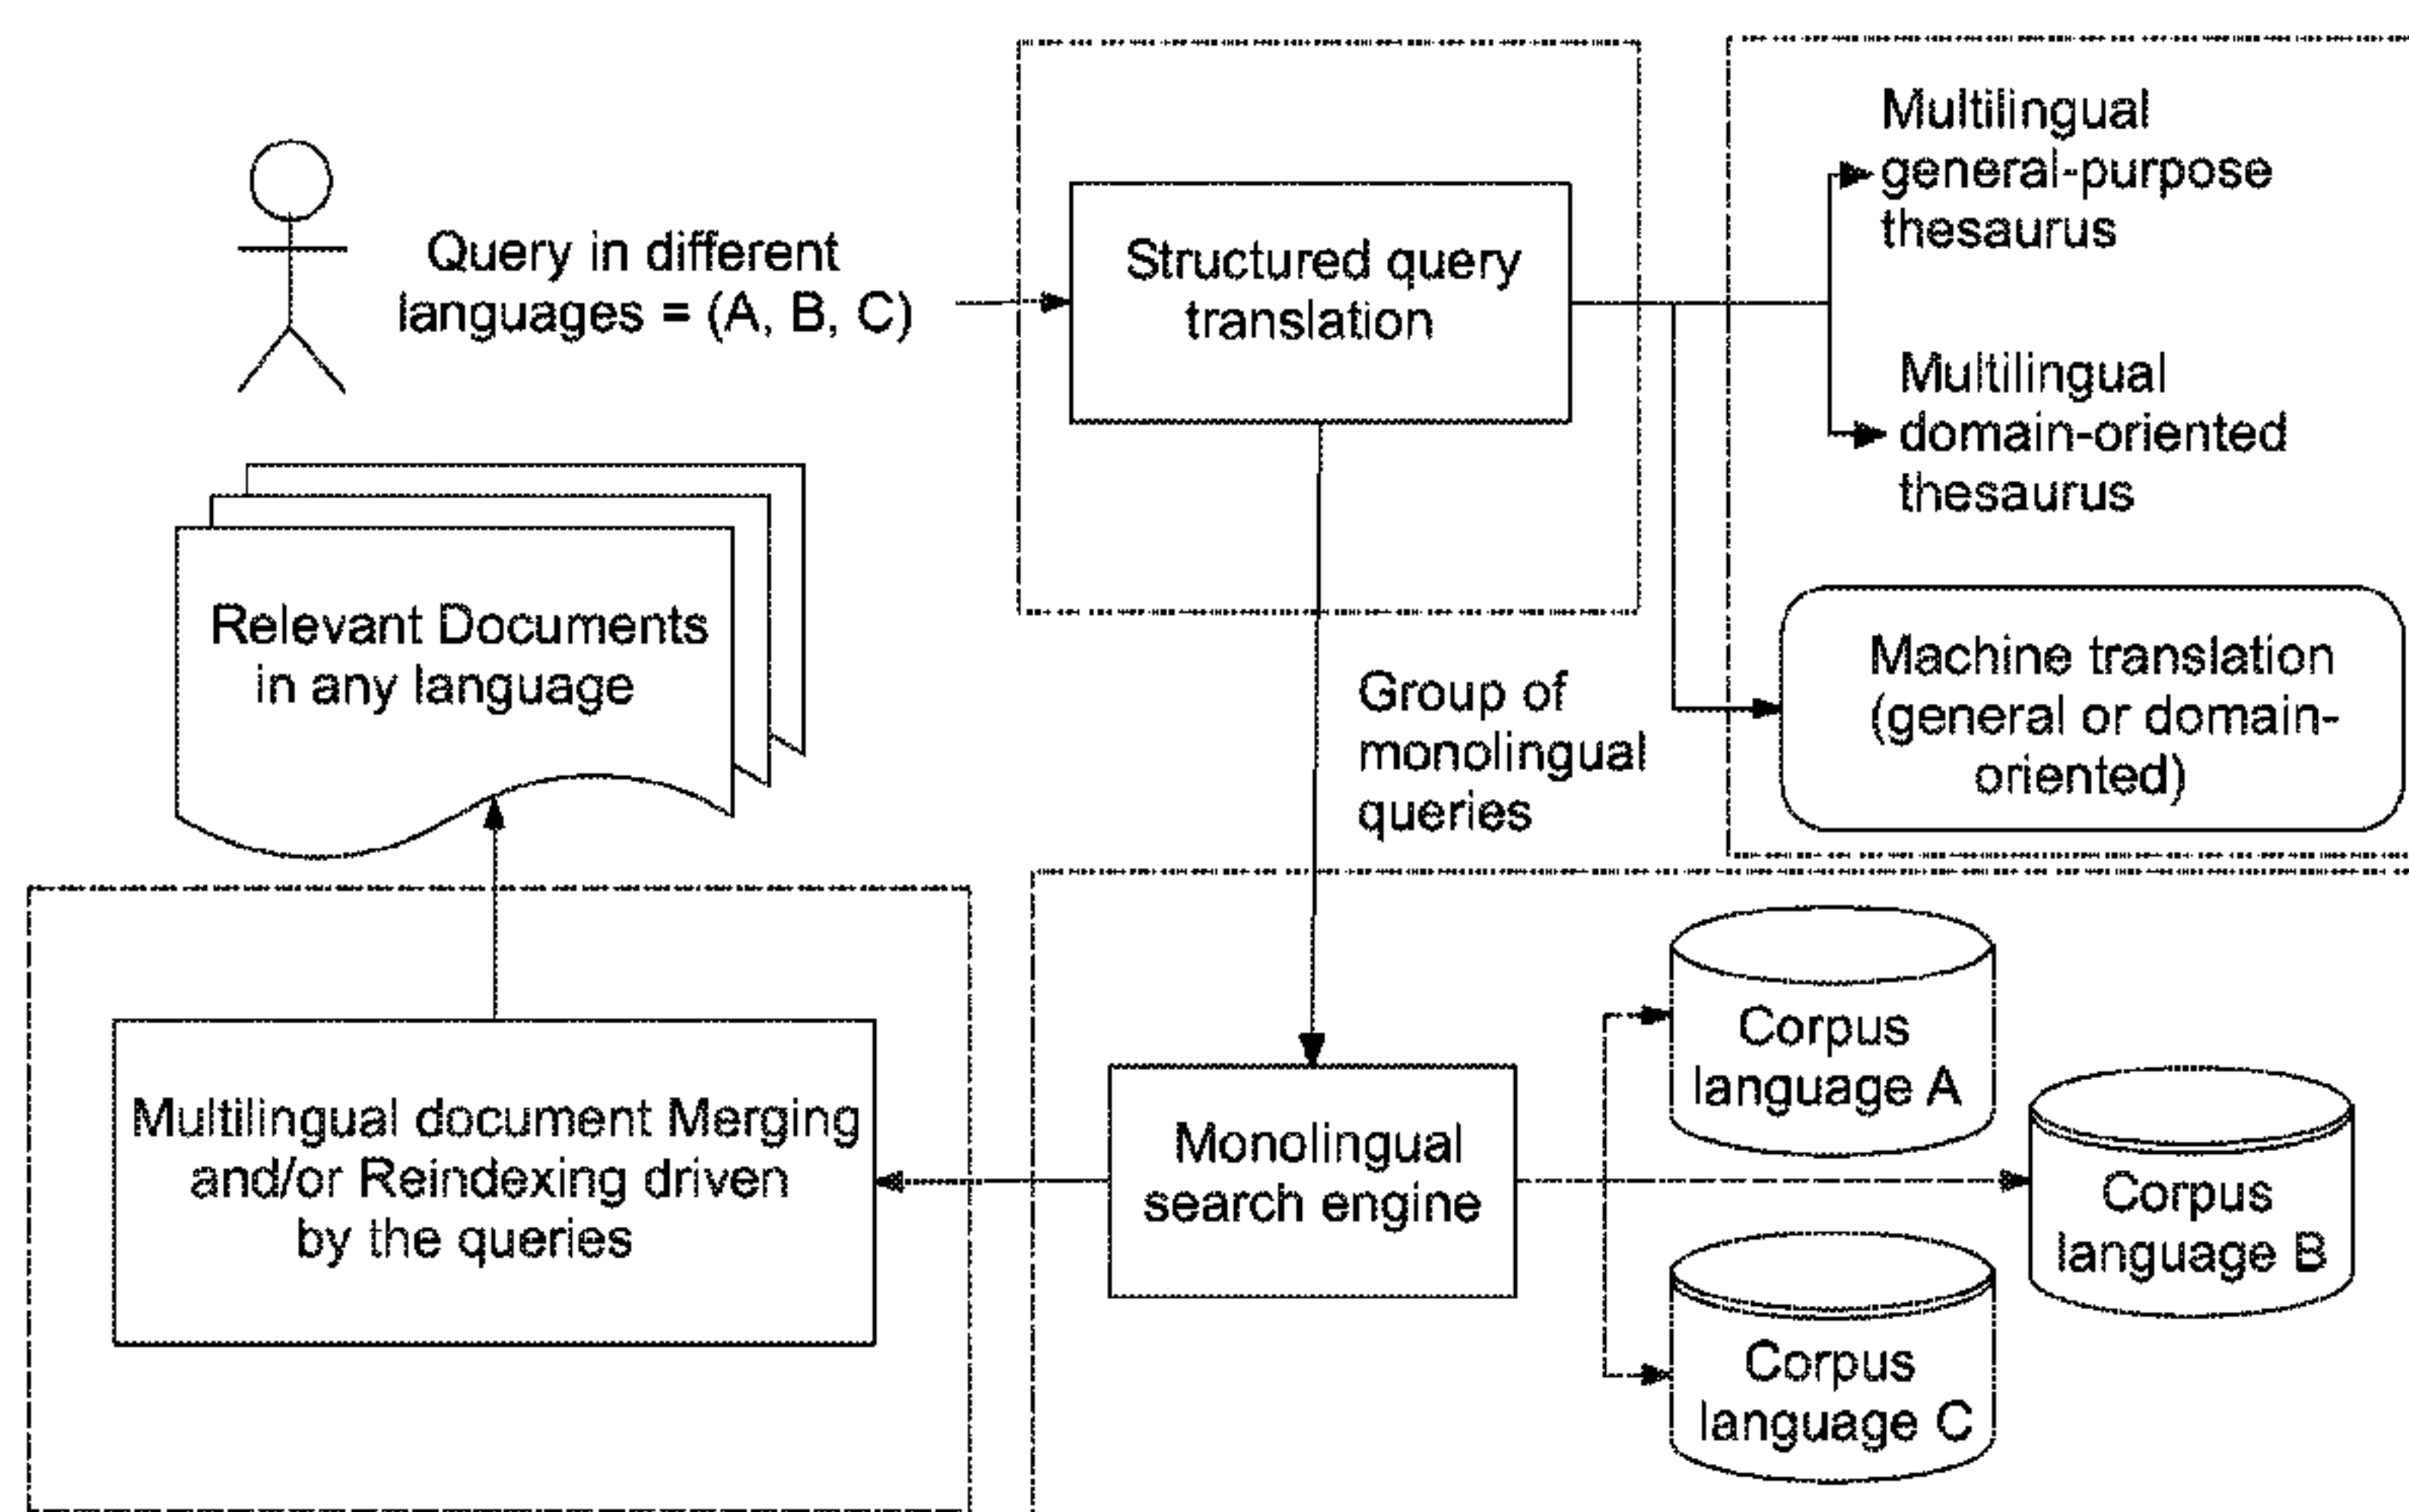 Query in different
languages = (A, B, C)
Structured query
translation
Multilingual
general-purpose
thesaurus
Multilingual
domain-oriented
thesaurus
Machine translation
(general or domain-
oriented)
Group of
monolingual
queries
Relevant Documents
in any language
Multilingual document Merging
and/or Reindexing driven
by the queries
Monolingual
search engine
Corpus
language A
Corpus
language B
Corpus
language C